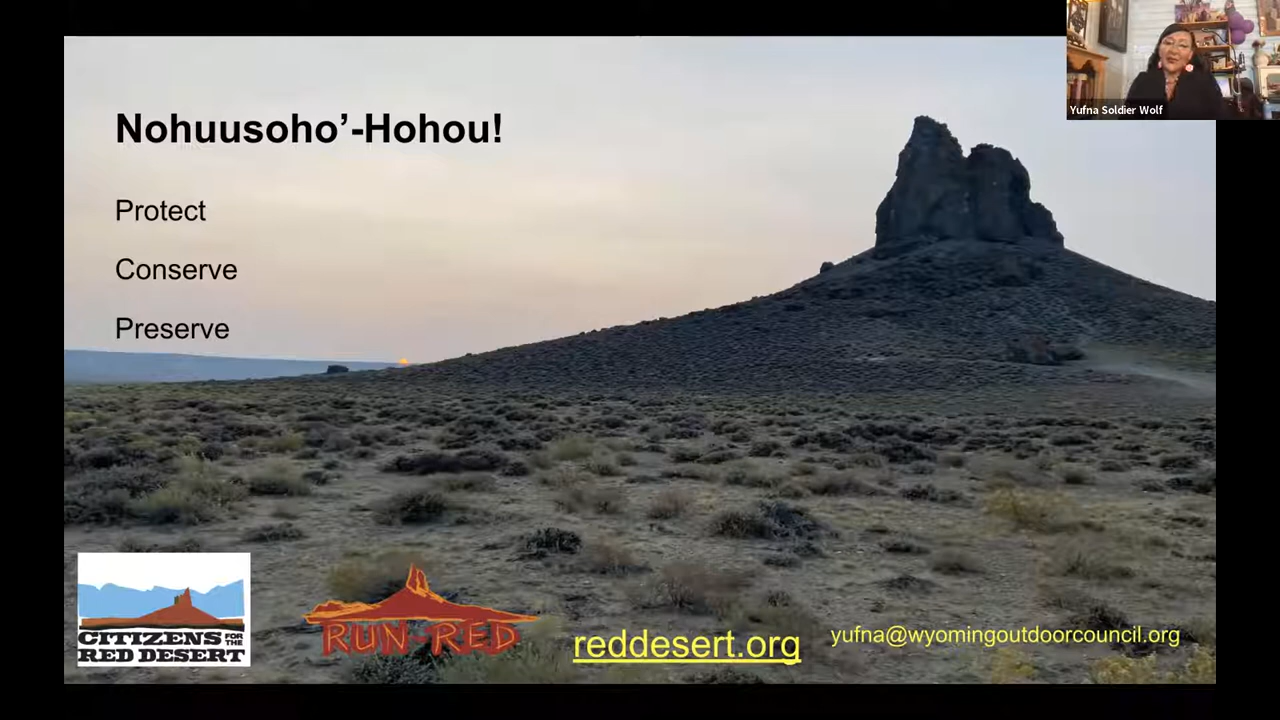 Nohuusoho’-Hohou!
Yufna Soldier Wolf
Protect
Conserve
Preserve
CITIZENS FOR THE
RED DESERT
RUN-RED
reddesert.org
yufna@wyomingoutdoorcouncil.org